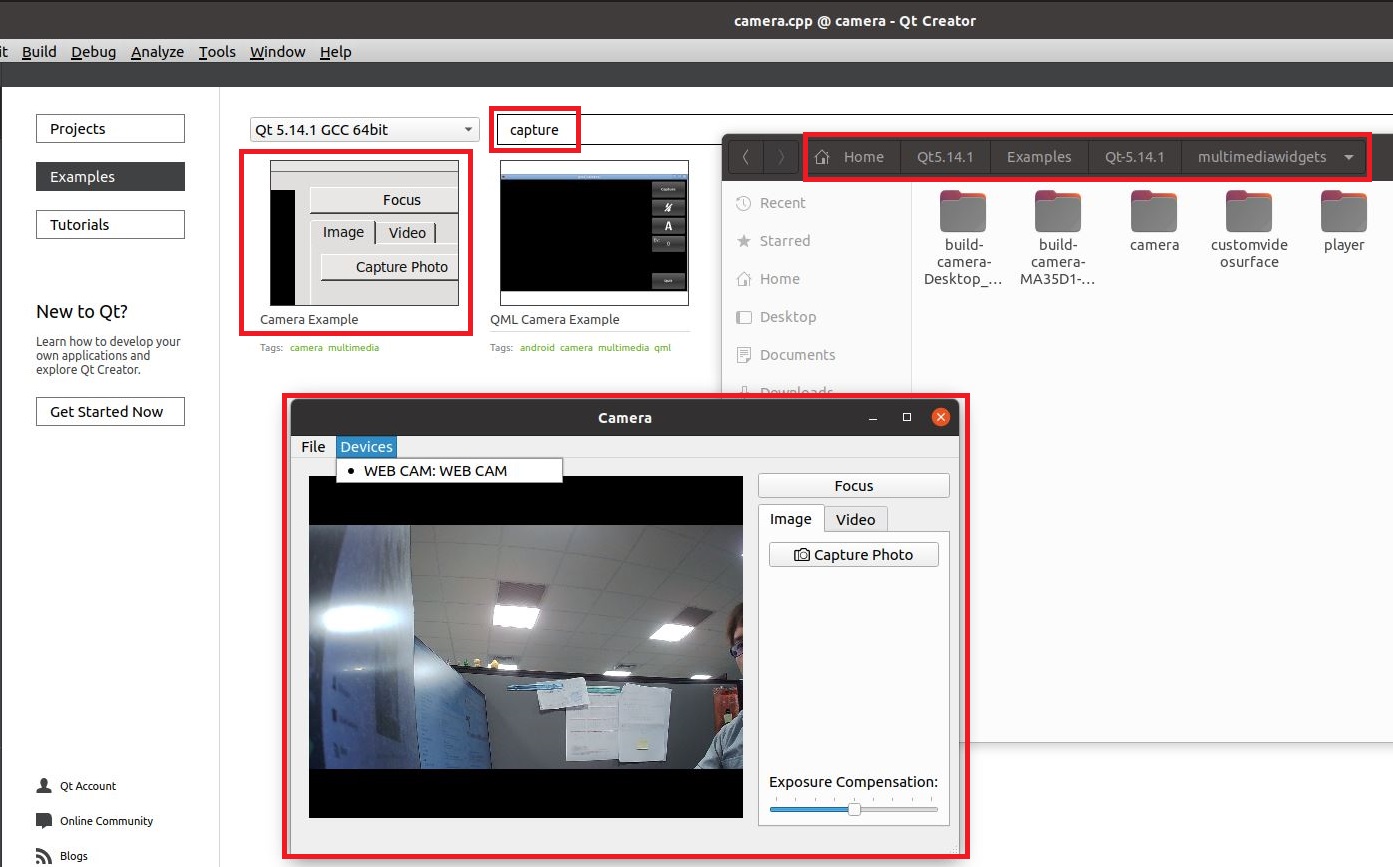 camera.cpp @ camera - Qt Creator
it Build Debug Analyze Tools Window Help
Projects
Examples
Tutorials
New to Qt?
Learn how to develop your
own applications and
explore Qt Creator.
Get Started Now
Qt Account
Online Community
Blogs
Qt 5.14.1 GCC 64bit
capture
Focus
Image Video
Capture Photo
Camera Example
Tags: camera multimedia
Capture
A
QML Camera Example
Tags: android camera multimedia qml
Home Qt5.14.1 Examples Qt-5.14.1 multimediawidgets
Recent
Starred
Home
Desktop
Documents
Downloads
build-
camera-
Desktop_...
build-
camera-
MA35D1-...
camera
customvide
osurface
player
Camera
File Devices
WEB CAM: WEB CAM
Focus
Image Video
Capture Photo
Exposure Compensation: